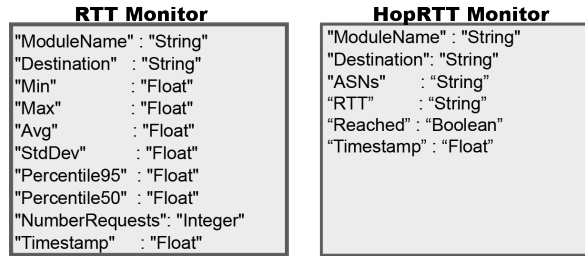 RTT Monitor
"ModuleName" : "String"
"Destination" : "String"
"Min" : "Float"
"Max" : "Float"
"Avg" : "Float"
"StdDev" : "Float"
"Percentile95" : "Float"
"Percentile50" : "Float"
"NumberRequests": "Integer"
"Timestamp" : "Float"
HopRTT Monitor
"ModuleName" : "String"
"Destination": "String"
"ASNs" : “String”
“RTT” : “String”
“Reached” : “Boolean”
“Timestamp” : “Float”